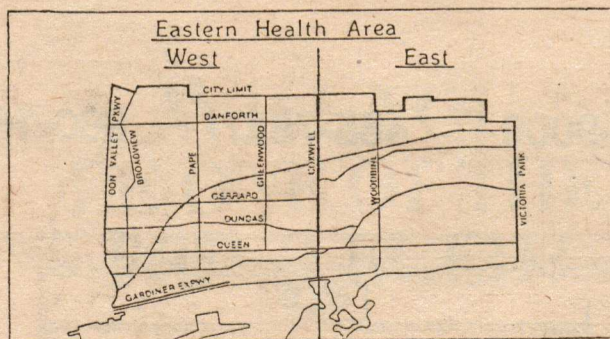 Eastern Health Area
West
East
CITY LIMIT
DANFORTH
DON VALLEY PKWY
BROADVIEW
PAPE
GREENWOOD
COXWELL
WOODBINE
VICTORIA PARK
GERRARD
DUNDAS
QUEEN
GARDINER EXPWY